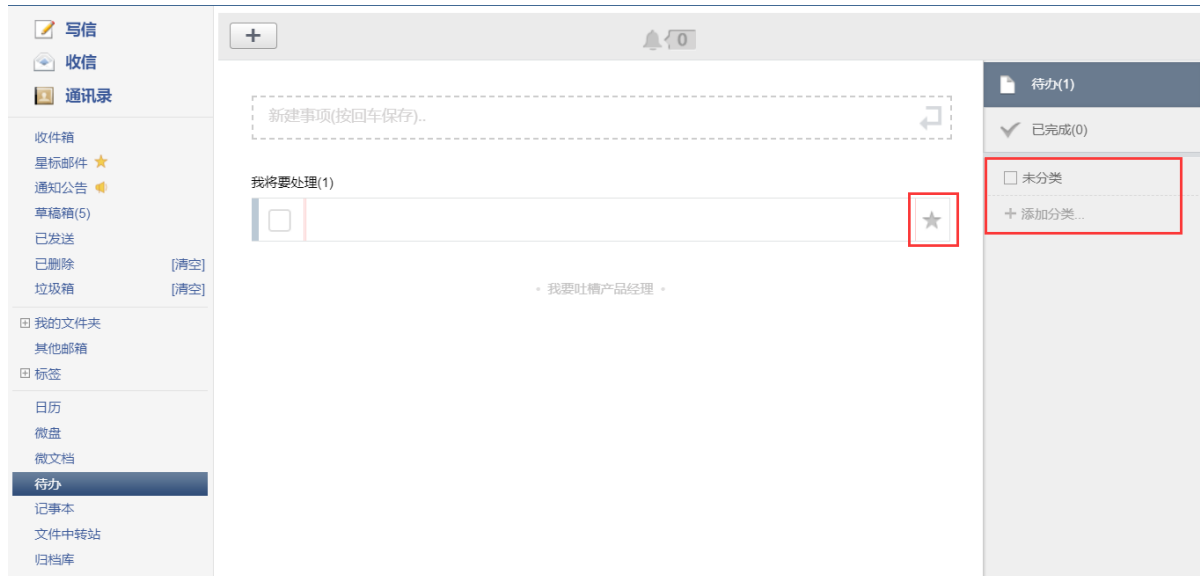 写信
收信
通讯录
收件箱
星标邮件
通知公告
草稿箱(5)
已发送
已删除 [清空]
垃圾箱 [清空]
我的文件夹
其他邮箱
标签
日历
微盘
微文档
待办
记事本
文件中转站
归档库
+
0
新建事项(按回车保存)..
我将要处理(1)
• 我要吐槽产品经理 •
待办(1)
已完成(0)
未分类
+ 添加分类...